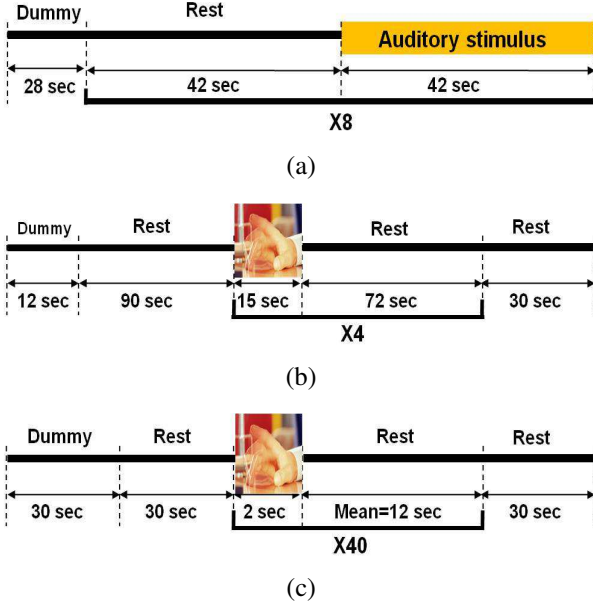 Dummy Rest
Auditory stimulus
28 sec 42 sec 42 sec
X8
(a)
Dummy Rest Rest Rest
12 sec 90 sec 15 sec 72 sec 30 sec
X4
(b)
Dummy Rest Rest Rest
30 sec 30 sec 2 sec Mean=12 sec 30 sec
X40
(c)